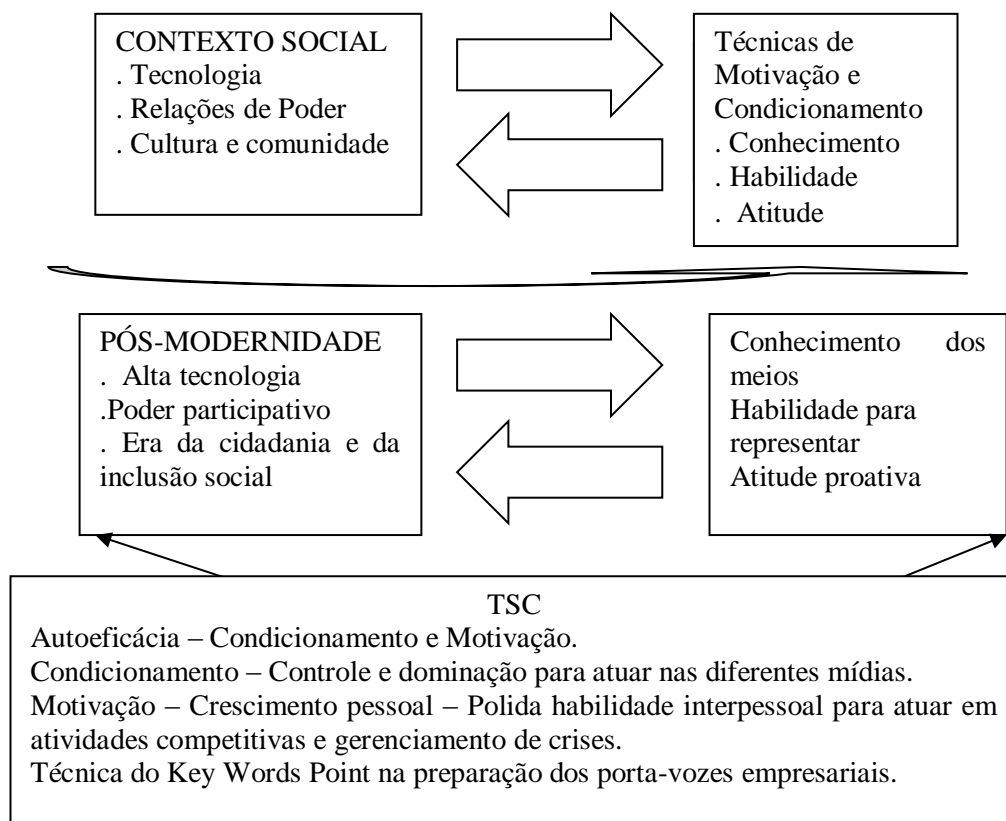 CONTEXTO SOCIAL
. Tecnologia
. Relações de Poder
. Cultura e comunidade
Técnicas de
Motivação e
Condicionamento
. Conhecimento
. Habilidade
. Atitude
PÓS-MODERNIDADE
. Alta tecnologia
.Poder participativo
. Era da cidadania e da
inclusão social
Conhecimento dos
meios
Habilidade para
representar
Atitude proativa
TSC
Autoeficácia – Condicionamento e Motivação.
Condicionamento – Controle e dominação para atuar nas diferentes mídias.
Motivação – Crescimento pessoal – Polida habilidade interpessoal para atuar em
atividades competitivas e gerenciamento de crises.
Técnica do Key Words Point na preparação dos porta-vozes empresariais.